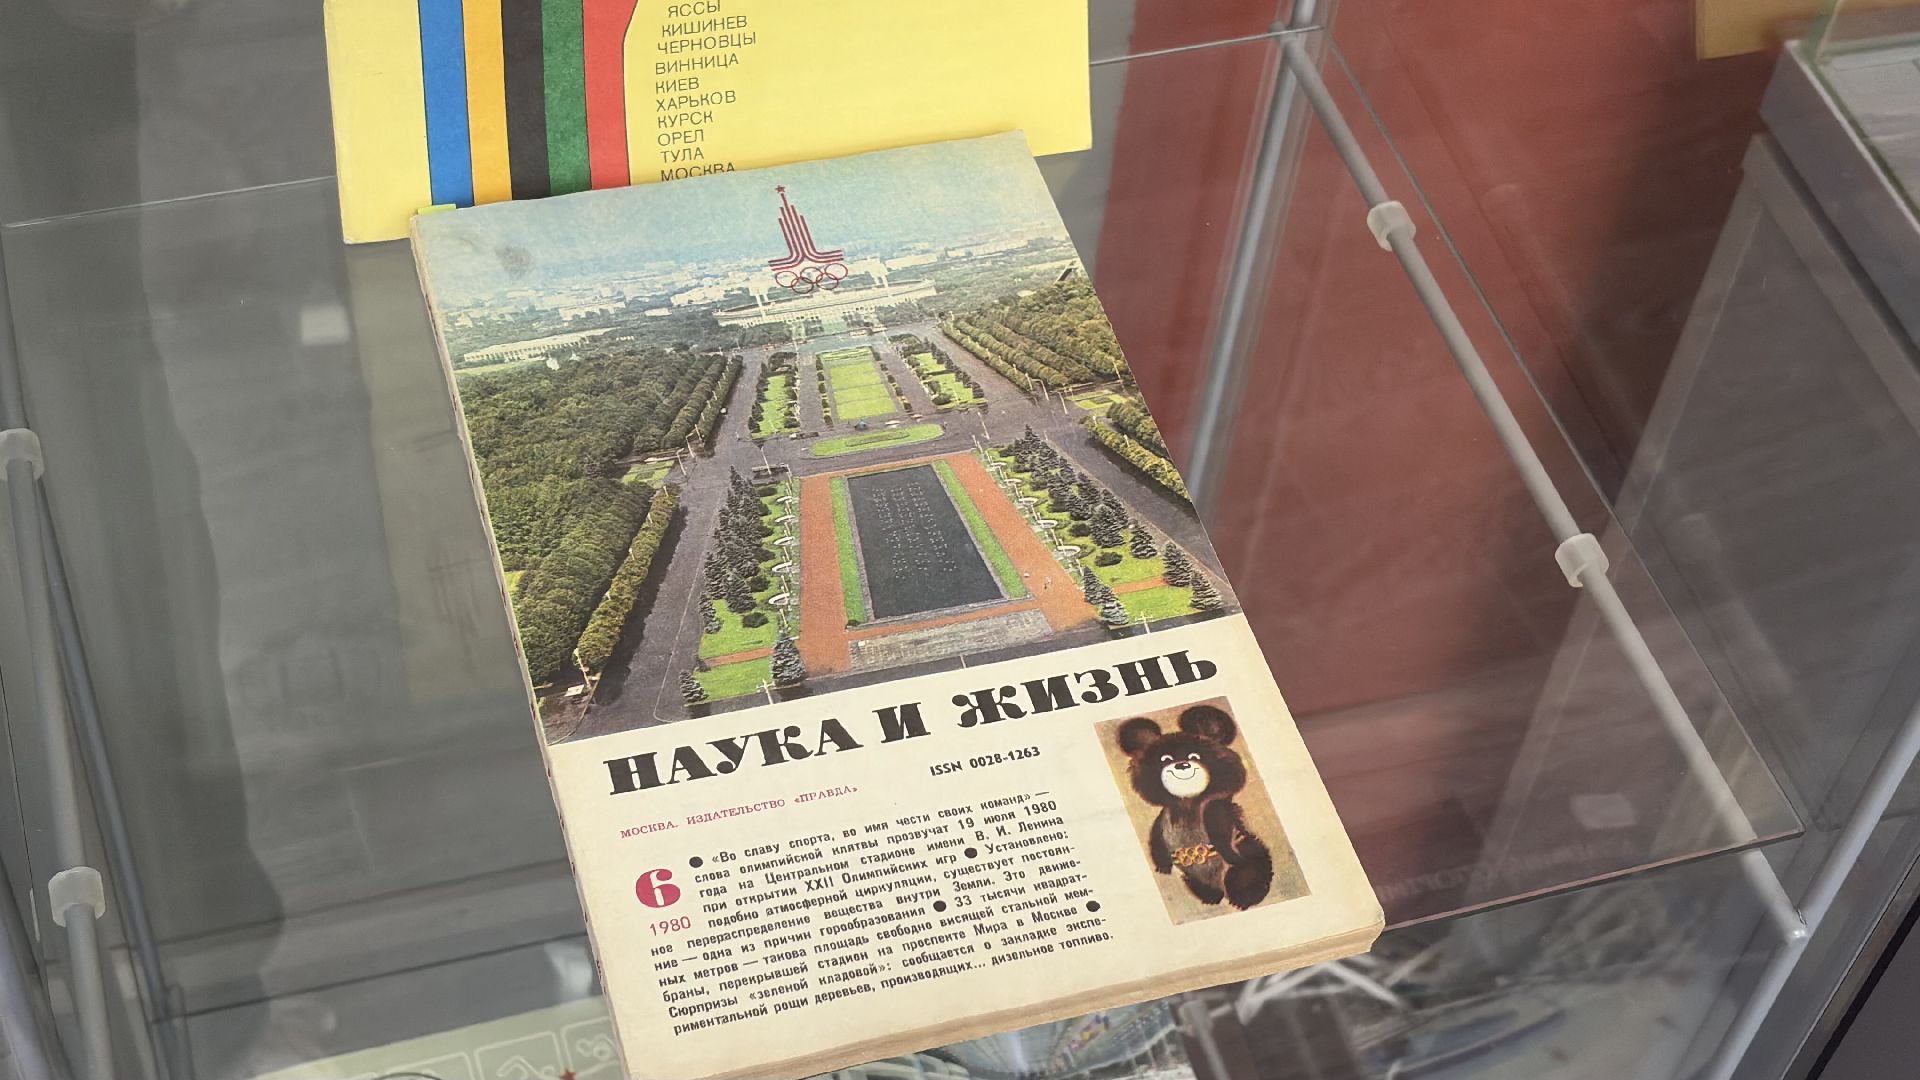 ЯССЫ
КИШИНЕВ
ЧЕРНОВЦЫ
ВИННИЦА
КИЕВ
ХАРЬКОВ
КУРСК
ОРЕЛ
ТУЛА
МОСКВА
НАУКА И ЖИЗНЬ
ISSN 0028-1263
МОСКВА. ИЗДАТЕЛЬСТВО «ПРАВДА»
6
1980
● «Во славу спорта, во имя чести своих команд» —
слова олимпийской клятвы прозвучат 19 июля 1980
года на Центральном стадионе имени В. И. Ленина
при открытии XXII Олимпийских игр ● Установлено:
подобно атмосферной циркуляции, существует постоян-
ное перераспределение вещества внутри Земли. Это движе-
ние — одна из причин горообразования ● 33 тысячи квадрат-
ных метров — такова площадь свободно висящей стальной мем-
браны, перекрывшей стадион на проспекте Мира в Москве ●
Сюрпризы «зеленой кладовой»: сообщается о закладке экспе-
риментальной рощи деревьев, производящих... дизельное топливо.